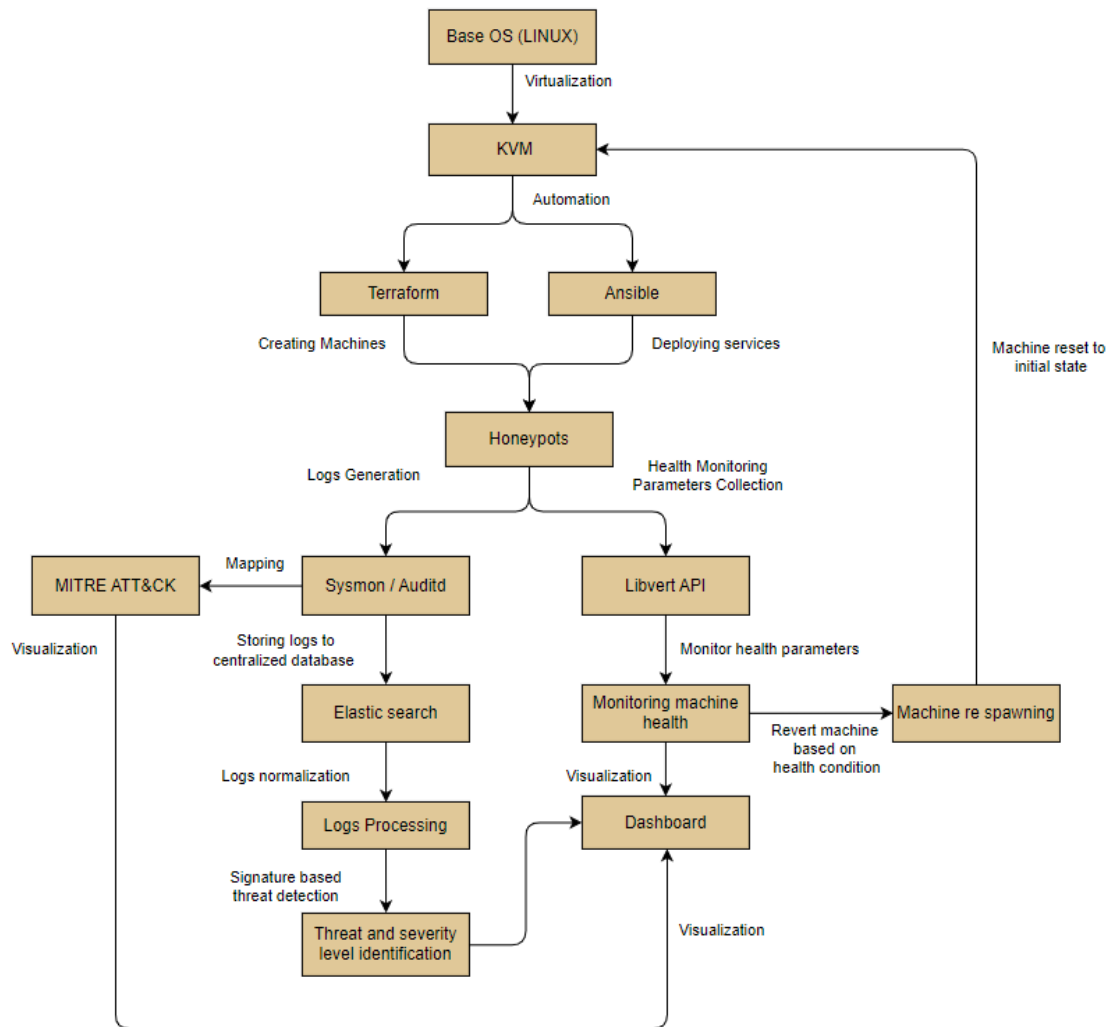 Base OS (LINUX)
Virtualization
KVM
Automation
Terraform
Ansible
Creating Machines
Deploying services
Machine reset to
initial state
Honeypots
Logs Generation
Health Monitoring
Parameters Collection
MITRE ATT&CK
Mapping
Sysmon / Auditd
Libvert API
Visualization
Storing logs to
centralized database
Monitor health parameters
Elastic search
Monitoring machine
health
Revert machine
based on
health condition
Machine re spawning
Logs normalization
Visualization
Logs Processing
Dashboard
Signature based
threat detection
Threat and severity
level identification
Visualization